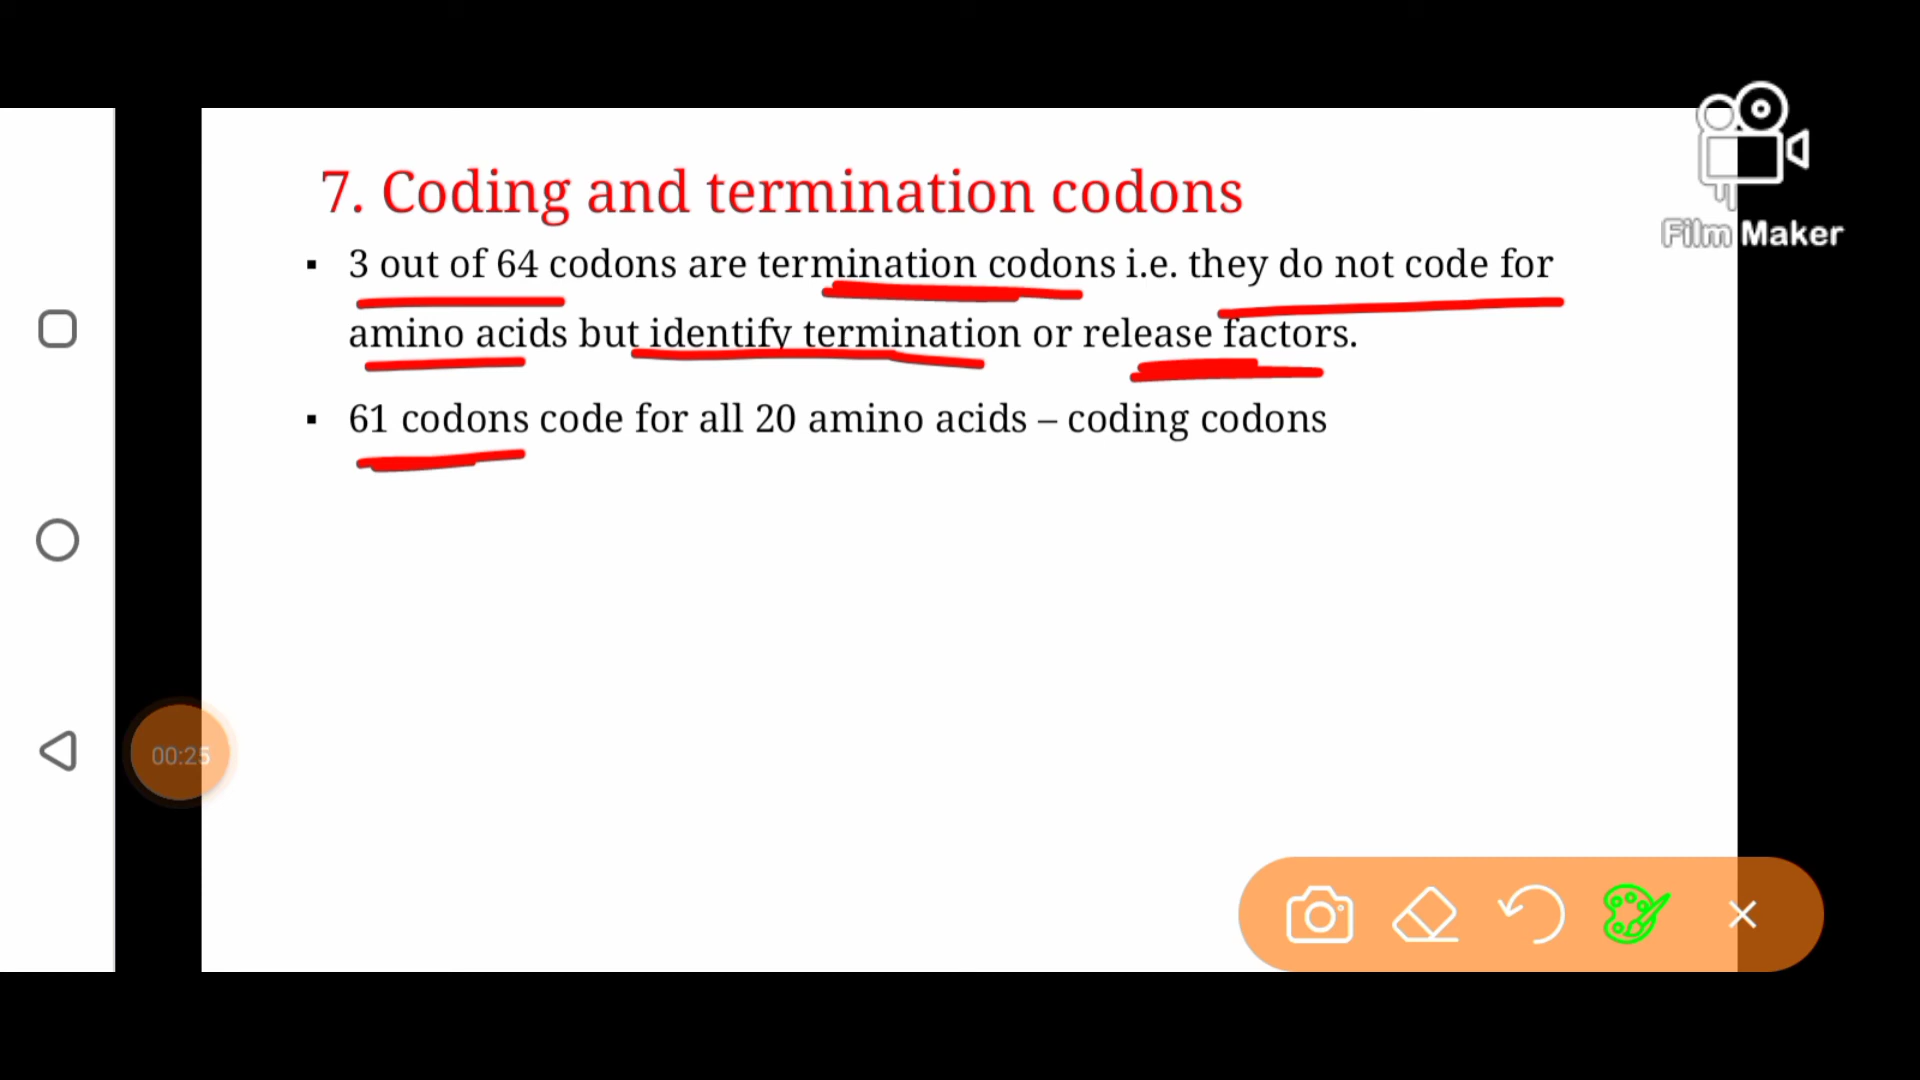 Film Maker
7. Coding and termination codons
▪ 3 out of 64 codons are termination codons i.e. they do not code for
amino acids but identify termination or release factors.
▪ 61 codons code for all 20 amino acids – coding codons
00:25